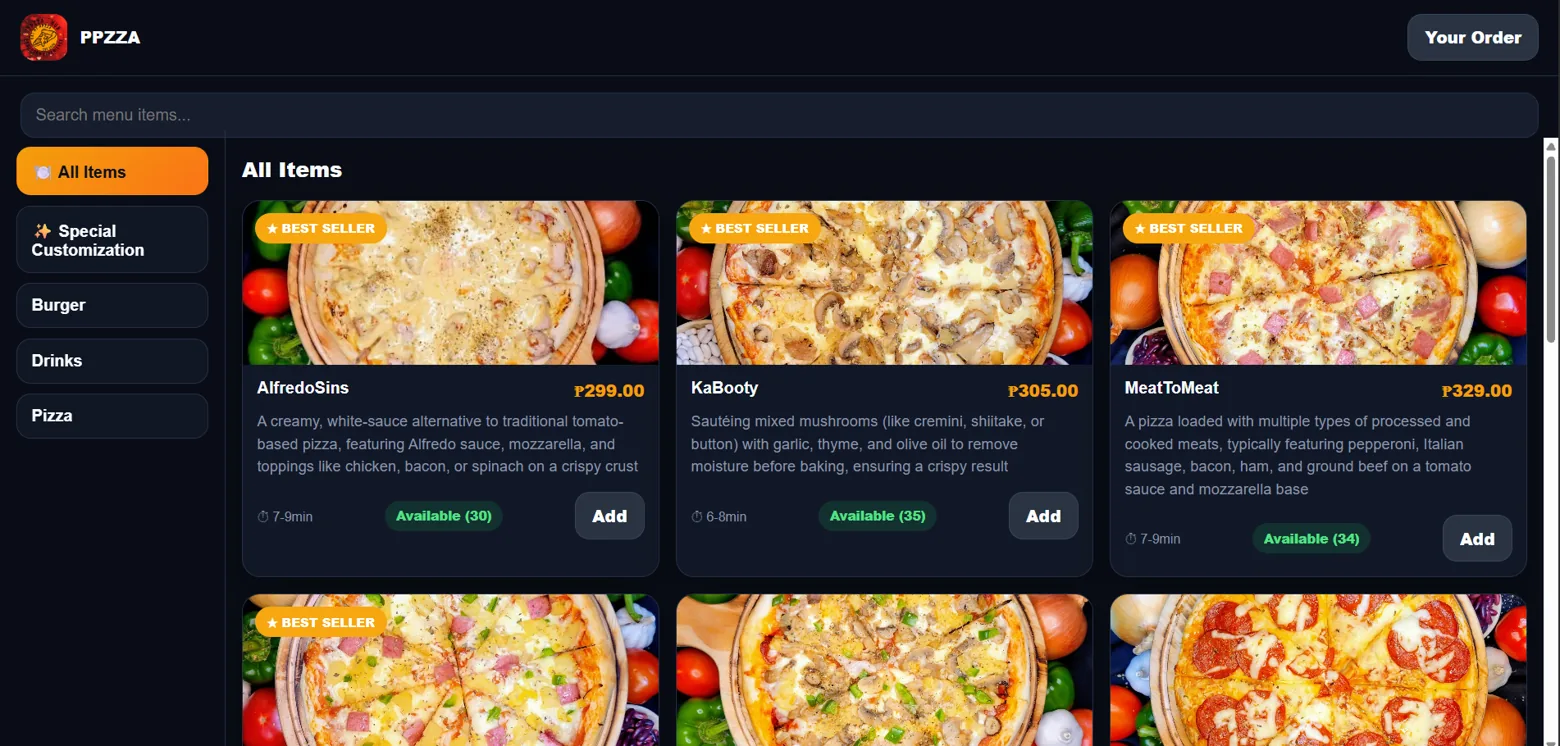 PPZZA
Your Order
Search menu items...
All Items
Special
Customization
Burger
Drinks
Pizza
All Items
★ BEST SELLER
AlfredoSins
₱299.00
A creamy, white-sauce alternative to traditional tomato-
based pizza, featuring Alfredo sauce, mozzarella, and
toppings like chicken, bacon, or spinach on a crispy crust
7-9min
Available (30)
Add
★ BEST SELLER
KaBooty
₱305.00
Sautéing mixed mushrooms (like cremini, shiitake, or
button) with garlic, thyme, and olive oil to remove
moisture before baking, ensuring a crispy result
6-8min
Available (35)
Add
★ BEST SELLER
MeatToMeat
₱329.00
A pizza loaded with multiple types of processed and
cooked meats, typically featuring pepperoni, Italian
sausage, bacon, ham, and ground beef on a tomato
sauce and mozzarella base
7-9min
Available (34)
Add
★ BEST SELLER